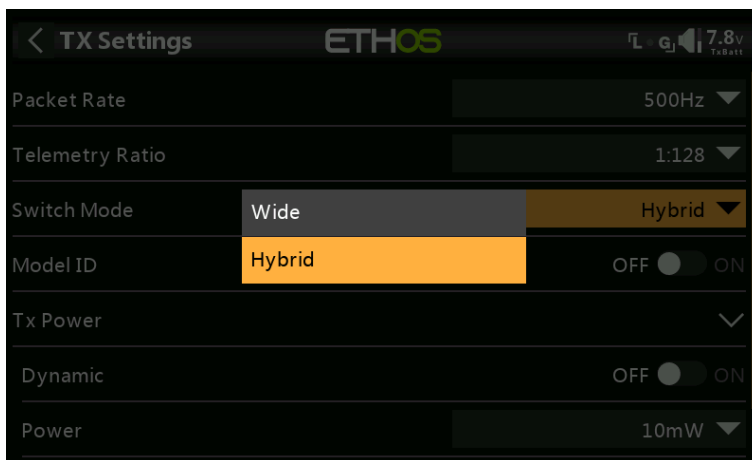 TX Settings ETHOS L G 7.8V
TxBatt
Packet Rate 500Hz
Telemetry Ratio 1:128
Switch Mode Wide Hybrid
Hybrid
Model ID OFF ON
Tx Power
Dynamic OFF ON
Power 10mW